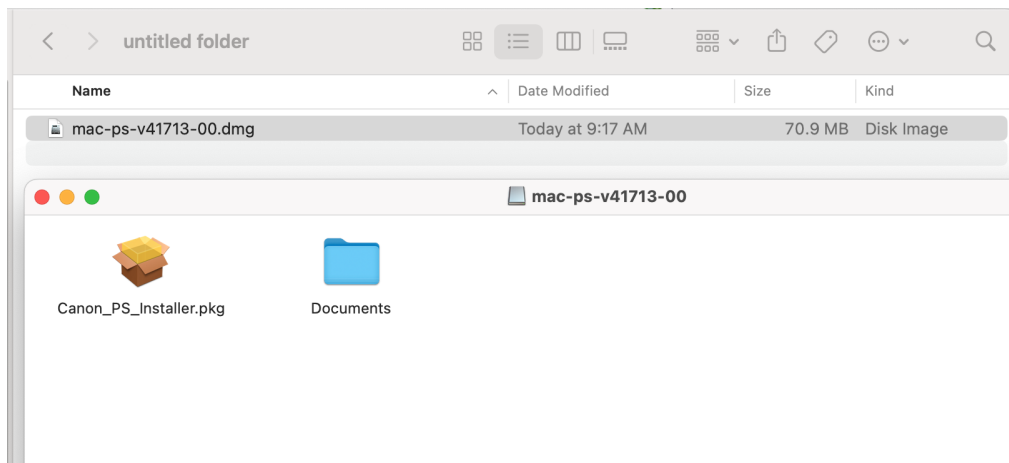 untitled folder
Name Date Modified Size Kind
mac-ps-v41713-00.dmg Today at 9:17 AM 70.9 MB Disk Image
mac-ps-v41713-00
Canon_PS_Installer.pkg Documents